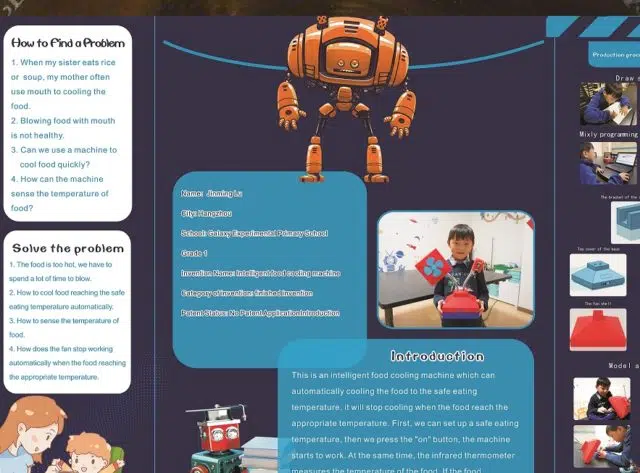 How to Find a Problem
1. When my sister eats rice
or soup, my mother often
use mouth to cooling the
food.
2. Blowing food with mouth
is not healthy.
3. Can we use a machine to
cool food quickly?
4. How can the machine
sense the temperature of
food?
Solve the problem
1. The food is too hot, we have to
spend a lot of time to blow.
2. How to cool food reaching the safe
eating temperature automatically.
3. How to sense the temperature of
food.
4. How does the fan stop working
automatically when the food reaching
the appropriate temperature.
Name: Jinming Lu
City: Hangzhou
School: Galaxy Experimental Primary School
Grade 1
Invention Name: Intelligent food cooling machine
Category of invention: finished invention
Patent Status: No Patent Application Introduction
Introduction
This is an intelligent food cooling machine which can
automatically cooling the food to the safe eating
temperature, it will stop cooling when the food reach the
appropriate temperature. First, we can set up a safe eating
temperature, then we press the "on" button, the machine
starts to work. At the same time, the infrared thermometer
measures the temperature of the food. If the food
Production
Draw
Mixly programming
The bracket of the
Top cover of the base
The fan shell
Model